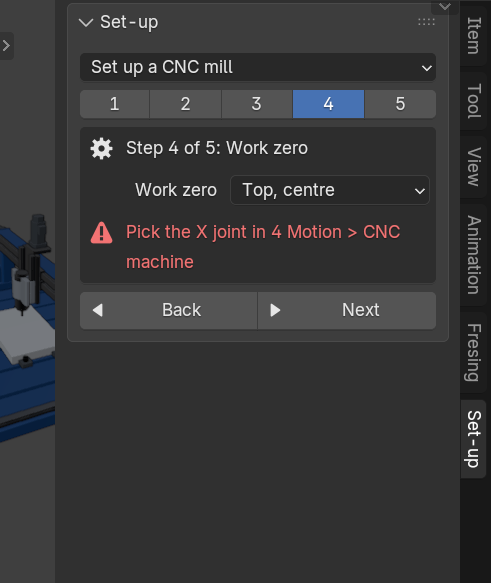 Set-up
Set up a CNC mill
1 2 3 4 5
Step 4 of 5: Work zero
Work zero Top, centre
Pick the X joint in 4 Motion > CNC
machine
Back Next
Item
Tool
View
Animation
Fresing
Set-up